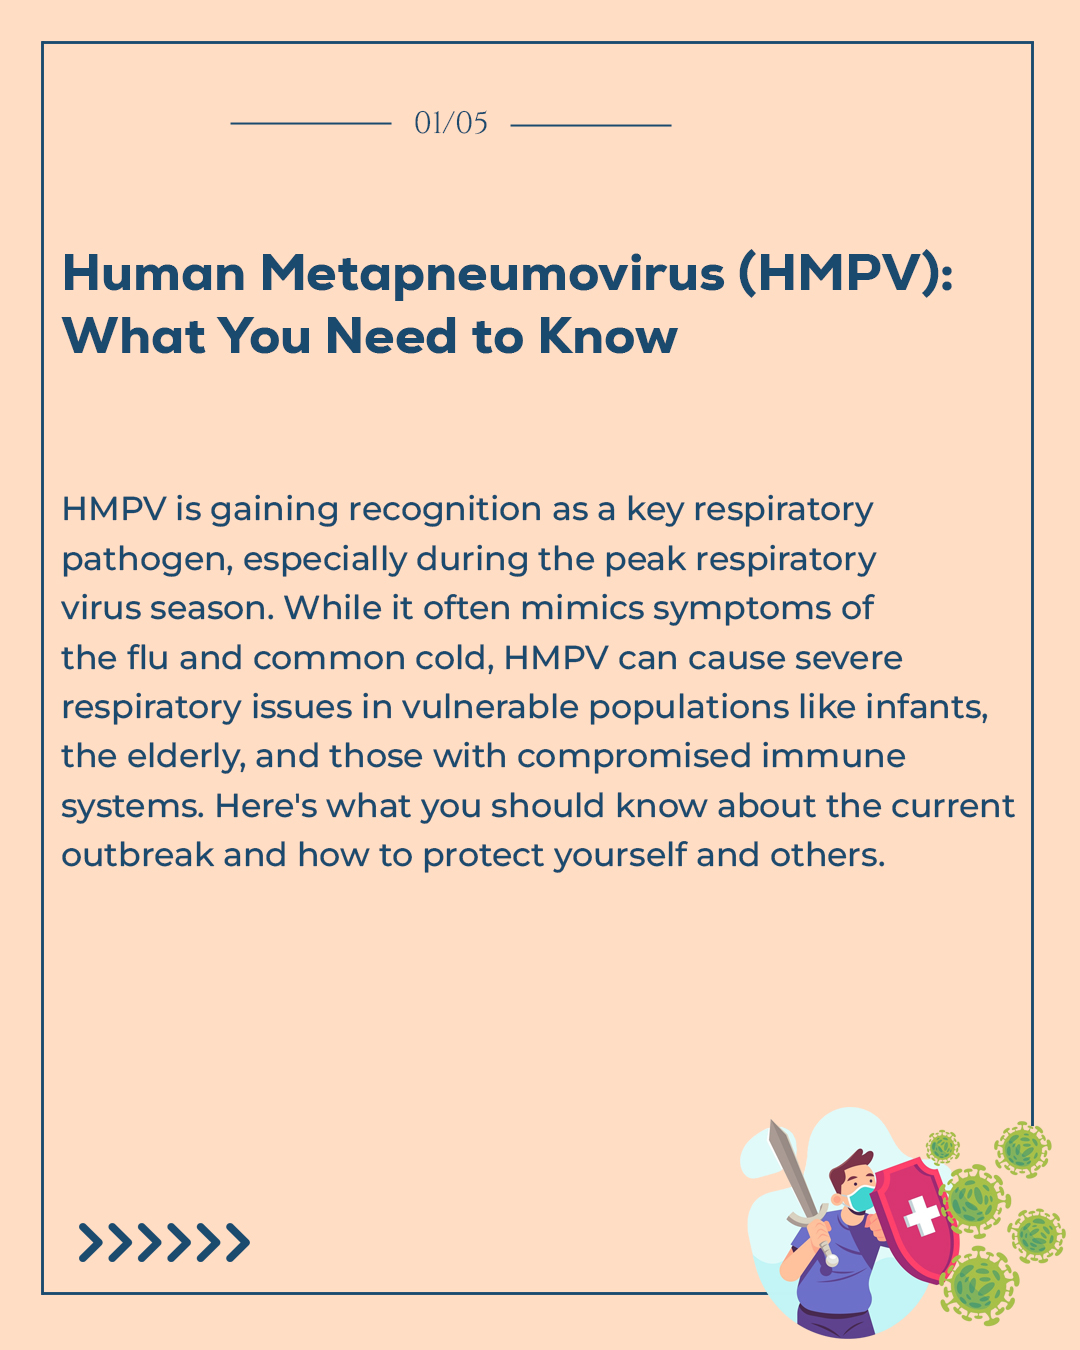 01/05
Human Metapneumovirus (HMPV):
What You Need to Know
HMPV is gaining recognition as a key respiratory
pathogen, especially during the peak respiratory
virus season. While it often mimics symptoms of
the flu and common cold, HMPV can cause severe
respiratory issues in vulnerable populations like infants,
the elderly, and those with compromised immune
systems. Here's what you should know about the current
outbreak and how to protect yourself and others.